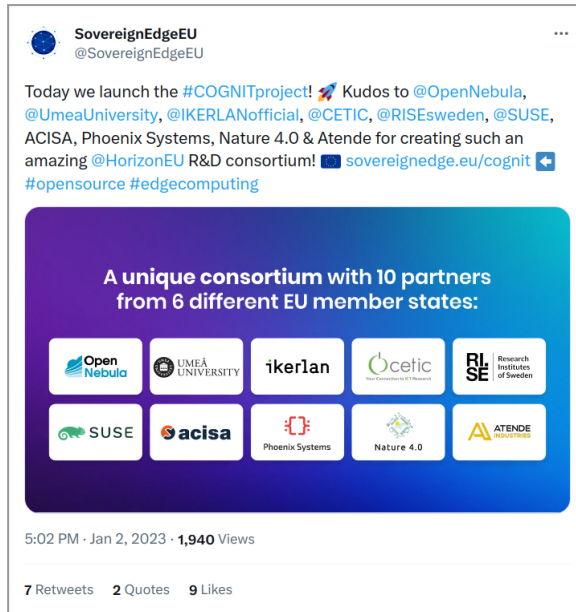 SovereignEdgeEU
@SovereignEdgeEU
Today we launch the #COGNITproject! 🚀 Kudos to @OpenNebula,
@UmeaUniversity, @IKERLANofficial, @CETIC, @RISEsweden, @SUSE,
ACISA, Phoenix Systems, Nature 4.0 & Atende for creating such an
amazing @HorizonEU R&D consortium! 🇪🇺 sovereignedge.eu/cognit ⬅️
#opensource #edgecomputing
A unique consortium with 10 partners
from 6 different EU member states:
Open Nebula
UMEÅ UNIVERSITY
ikerlan
cetic
Your Connection to ICT Research
RI. SE
Research Institutes of Sweden
SUSE
acisa
Phoenix Systems
Nature 4.0
ATENDE INDUSTRIES
5:02 PM · Jan 2, 2023 · 1,940 Views
7 Retweets 2 Quotes 9 Likes